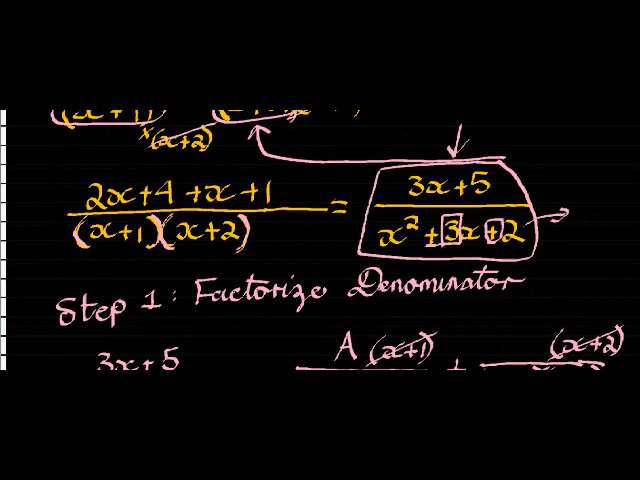 (x+2)
2x+4+x+1 / (x+1)(x+2) = 3x+5 / x² + 3x + 2
Step 1: Factorize Denominator
3x+5 A (x+1) + (x+2)